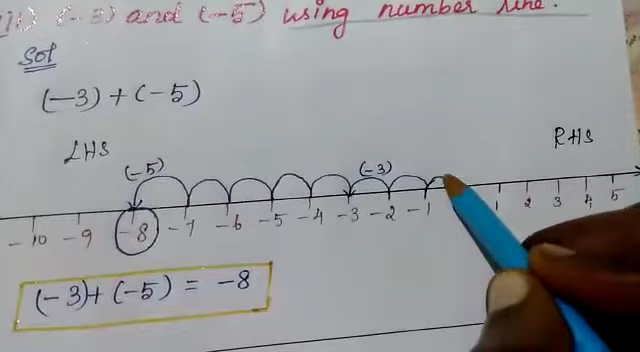 (-3) and (-5) using number line.
Sol
(-3) + (-5)
LHS
RHS
(-5)
(-3)
-10 -9 -8 -7 -6 -5 -4 -3 -2 -1 1 2 3 4 5
(-3) + (-5) = -8